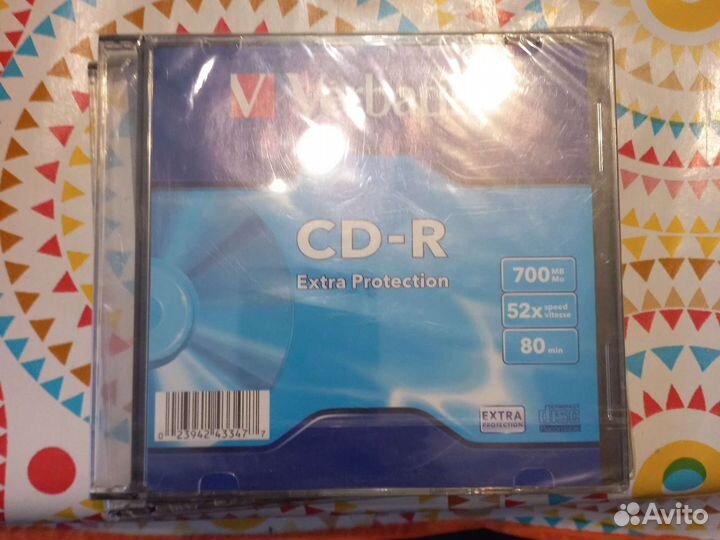 Verbatim
CD-R
Extra Protection
700 MB Mo
52x speed vitesse
80 min
0 23942 43347 7
EXTRA PROTECTION
disc
Avito